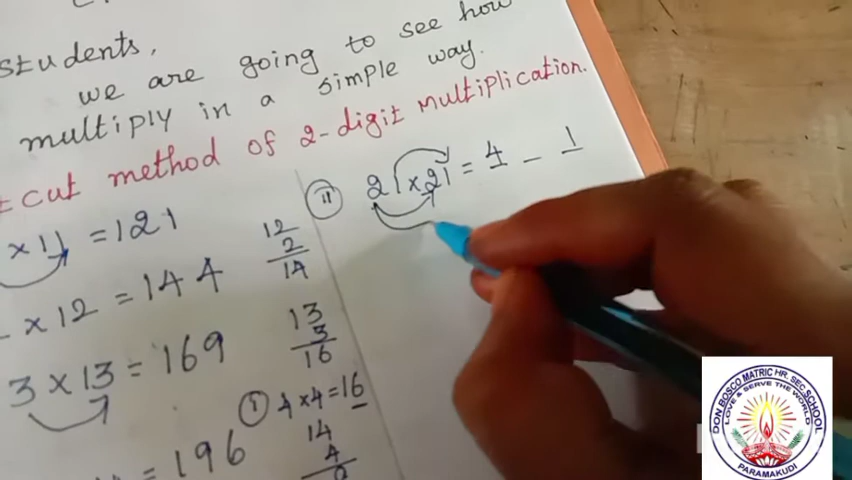 students,
we are going to see how
multiply in a simple way.
cut method of 2-digit multiplication.
×11 = 121
12
2
14
× 12 = 144
13
3
16
3 × 13 = 169
① 4 × 4 = 16
14
4
= 196
⑪ 21 × 21 = 4 _ 1
DON BOSCO MATRIC HR. SEC SCHOOL
LOVE & SERVE THE WORLD
PARAMAKUDI